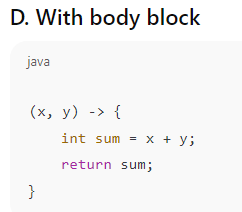 D. With body block
java
(x, y) -> {
    int sum = x + y;
    return sum;
}